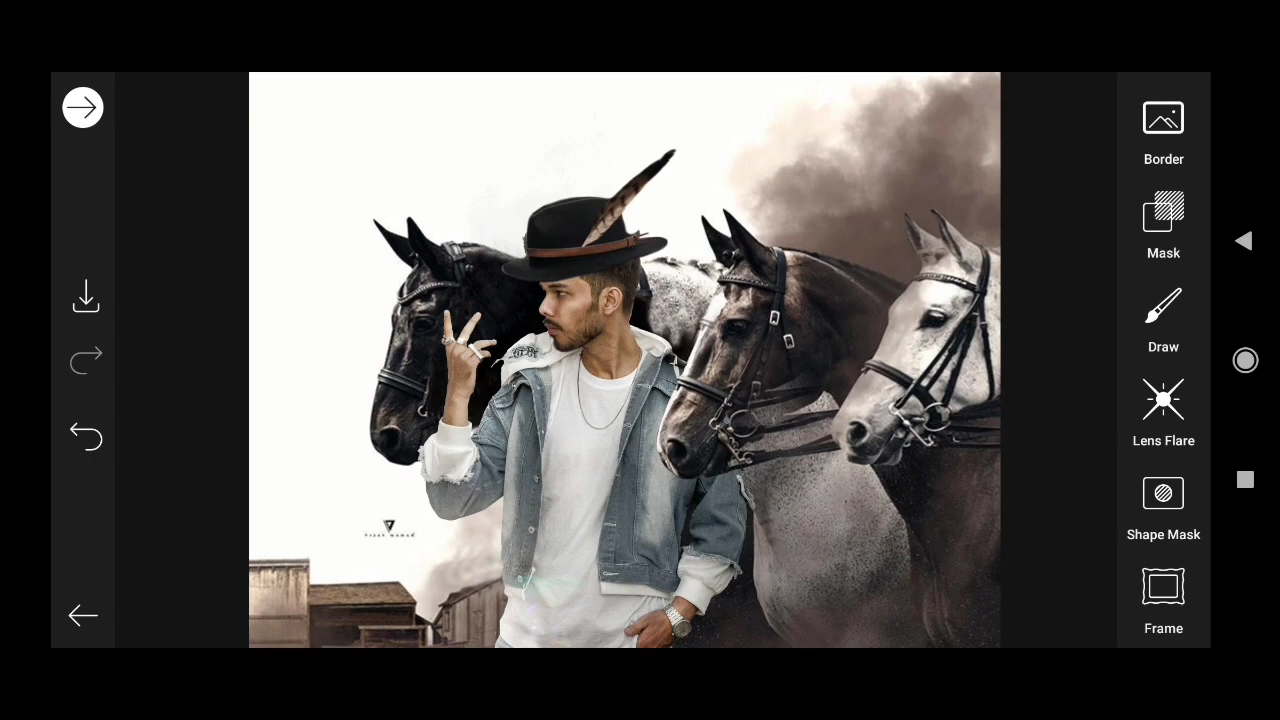 Border
Mask
Draw
Lens Flare
Shape Mask
Frame